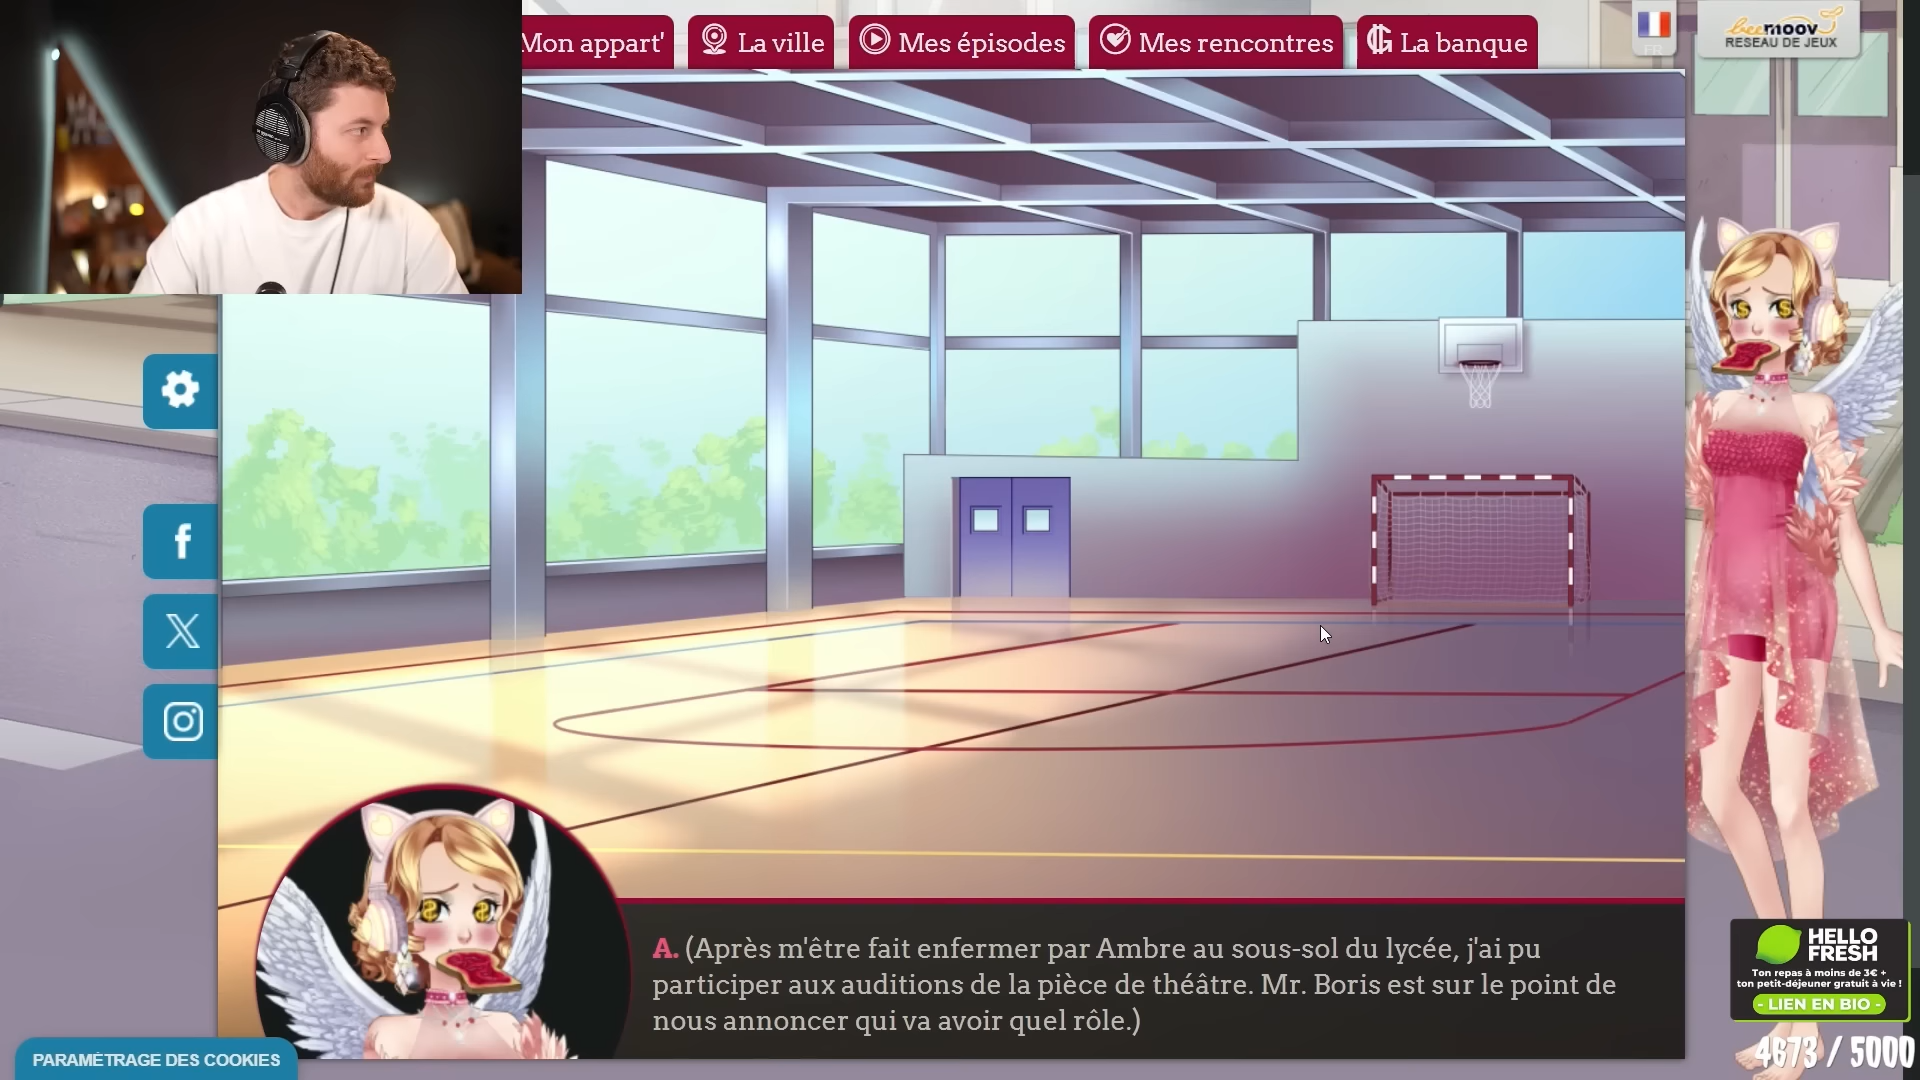 Mon appart'
La ville
Mes épisodes
Mes rencontres
La banque
FR
beemoov
RESEAU DE JEUX
A. (Après m'être fait enfermer par Ambre au sous-sol du lycée, j'ai pu
participer aux auditions de la pièce de théâtre. Mr. Boris est sur le point de
nous annoncer qui va avoir quel rôle.)
HELLO
FRESH
Ton repas à moins de 3€ +
ton petit-déjeuner gratuit à vie !
- LIEN EN BIO -
4673 / 5000
PARAMÉTRAGE DES COOKIES